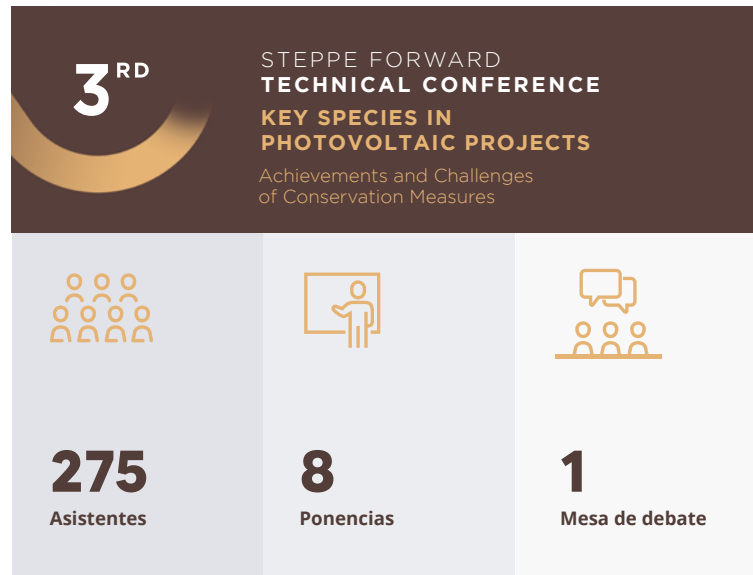 3RD
STEPPE FORWARD
TECHNICAL CONFERENCE
KEY SPECIES IN
PHOTOVOLTAIC PROJECTS
Achievements and Challenges
of Conservation Measures
275
Asistentes
8
Ponencias
1
Mesa de debate